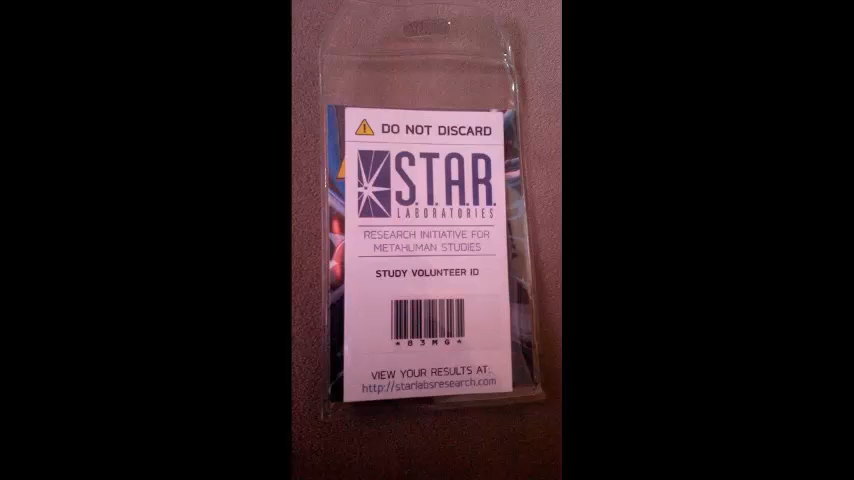 DO NOT DISCARD
S.T.A.R.
LABORATORIES
RESEARCH INITIATIVE FOR
METAHUMAN STUDIES
STUDY VOLUNTEER ID
*83MG*
VIEW YOUR RESULTS AT:
http://starlabsresearch.com